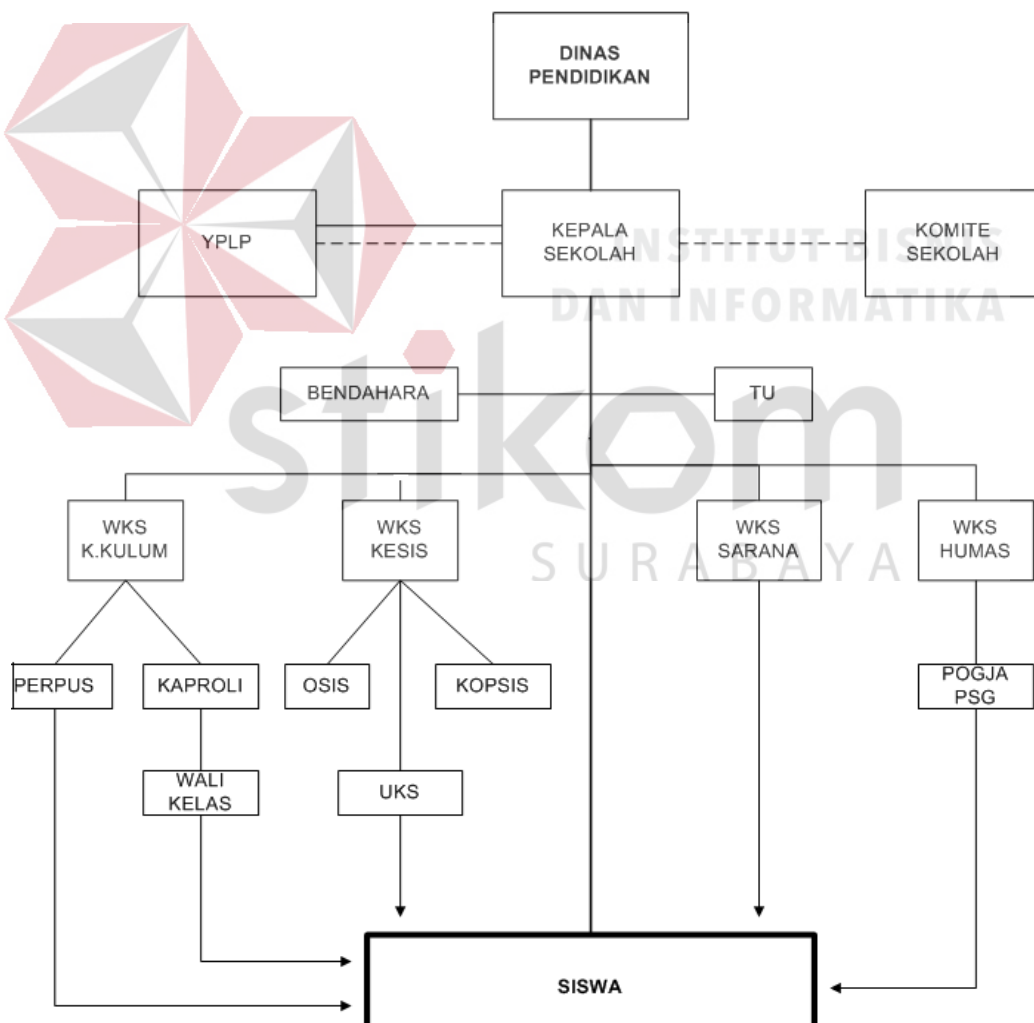 DINAS
PENDIDIKAN
YPLP
KEPALA
SEKOLAH
KOMITE
SEKOLAH
INSTITUT BISNIS
DAN INFORMATIKA
BENDAHARA
TU
stikom
SURABAYA
WKS
K.KULUM
WKS
KESIS
WKS
SARANA
WKS
HUMAS
PERPUS
KAPROLI
OSIS
KOPSIS
POGJA
PSG
WALI
KELAS
UKS
SISWA